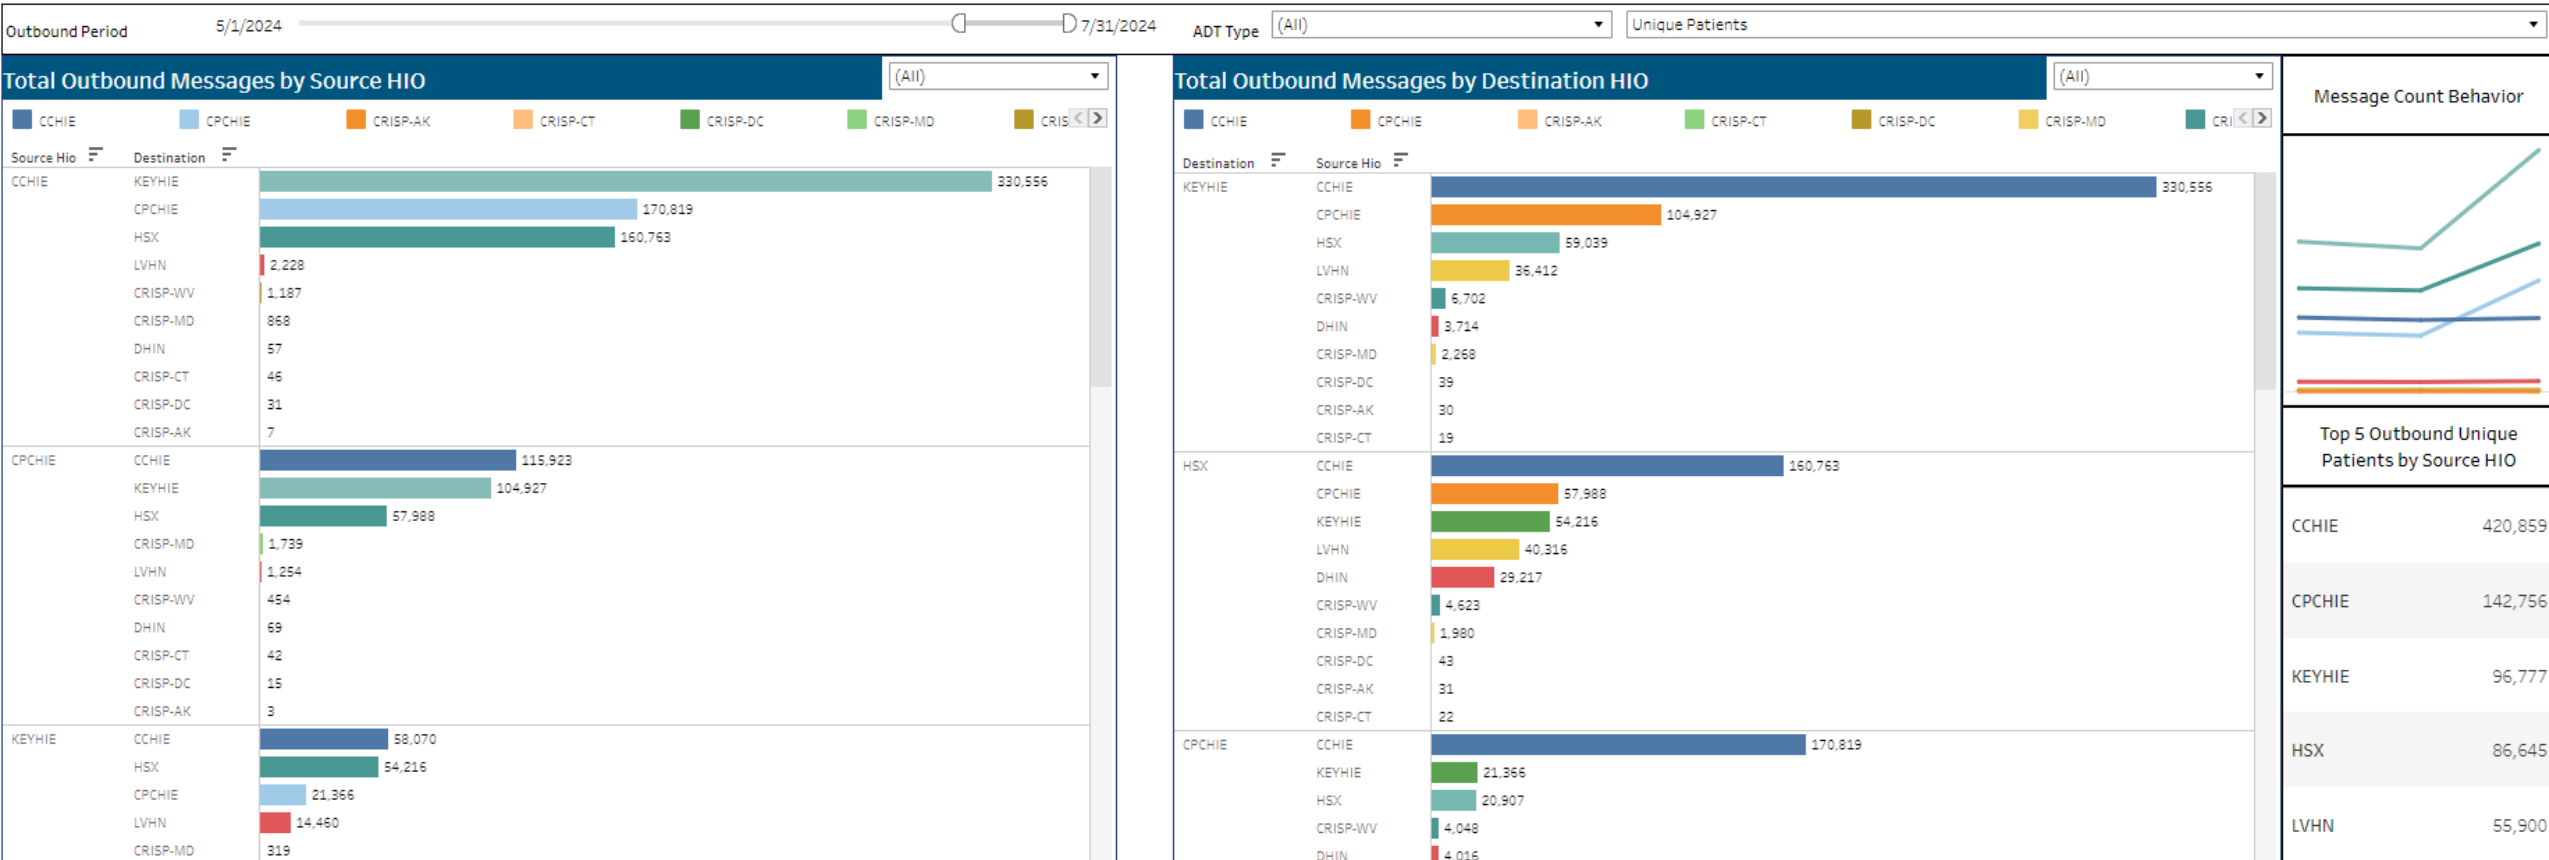 Outbound Period 5/1/2024 7/31/2024 ADT Type (All) Unique Patients
Total Outbound Messages by Source HIO (All)
CCHIE CPCHIE CRISP-AK CRISP-CT CRISP-DC CRISP-MD CRIS
Source Hio Destination
CCHIE KEYHIE 330,556
CPCHIE 170,819
HSX 160,763
LVHN 2,228
CRISP-WV 1,187
CRISP-MD 868
DHIN 57
CRISP-CT 46
CRISP-DC 31
CRISP-AK 7
CPCHIE CCHIE 115,923
KEYHIE 104,927
HSX 57,988
CRISP-MD 1,739
LVHN 1,254
CRISP-WV 454
DHIN 69
CRISP-CT 42
CRISP-DC 15
CRISP-AK 3
KEYHIE CCHIE 58,070
HSX 54,216
CPCHIE 21,366
LVHN 14,460
CRISP-MD 319
Total Outbound Messages by Destination HIO (All)
CCHIE CPCHIE CRISP-AK CRISP-CT CRISP-DC CRISP-MD CRI
Destination Source Hio
KEYHIE CCHIE 330,556
CPCHIE 104,927
HSX 59,039
LVHN 36,412
CRISP-WV 6,702
DHIN 3,714
CRISP-MD 2,268
CRISP-DC 39
CRISP-AK 30
CRISP-CT 19
HSX CCHIE 160,763
CPCHIE 57,988
KEYHIE 54,216
LVHN 40,316
DHIN 29,217
CRISP-WV 4,623
CRISP-MD 1,980
CRISP-DC 43
CRISP-AK 31
CRISP-CT 22
CPCHIE CCHIE 170,819
KEYHIE 21,366
HSX 20,907
CRISP-WV 4,048
DHIN 4,016
Message Count Behavior
Top 5 Outbound Unique
Patients by Source HIO
CCHIE 420,859
CPCHIE 142,756
KEYHIE 96,777
HSX 86,645
LVHN 55,900